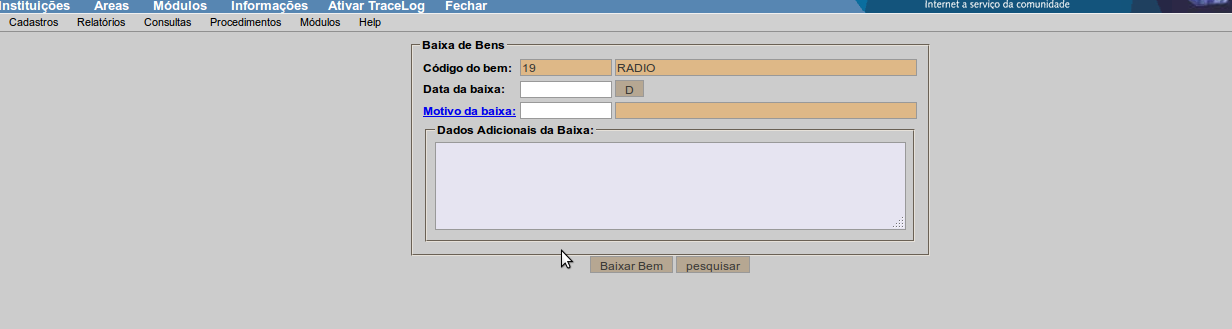 Instituições Areas Módulos Informações Ativar TraceLog Fechar Internet a serviço da comunidade
Cadastros Relatórios Consultas Procedimentos Módulos Help
Baixa de Bens
Código do bem: 19 RADIO
Data da baixa: D
Motivo da baixa:
Dados Adicionais da Baixa:
Baixar Bem pesquisar